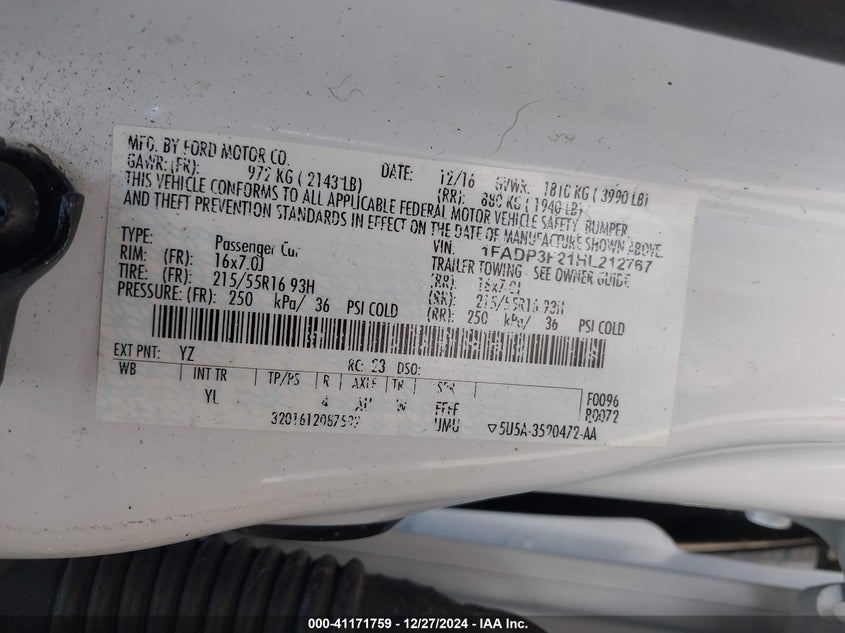 MFD. BY FORD MOTOR CO.
DATE: 12/16 GVWR: 1810 KG ( 3990 LB)
GAWR: (FR): 972 KG ( 2143 LB) (RR): 880 KG ( 1940 LB)
THIS VEHICLE CONFORMS TO ALL APPLICABLE FEDERAL MOTOR VEHICLE SAFETY, BUMPER,
AND THEFT PREVENTION STANDARDS IN EFFECT ON THE DATE OF MANUFACTURE SHOWN ABOVE.
VIN: 1FADP3F21HL212767
TYPE: Passenger Car TRAILER TOWING - SEE OWNER GUIDE
RIM: (FR): 16x7.0J (RR): 16x7.0J
TIRE: (FR): 215/55R16 93H (RR): 215/55R16 93H
PRESSURE: (FR): 250 kPa/ 36 PSI COLD (RR): 250 kPa/ 36 PSI COLD
EXT PNT: YZ RC: 23 DSO:
WB INT TR TP/PS R AXLE TR SPR F0096
YL 4 W FFFF R0072
UMU ▽5U5A-3520472-AA
000-41171759 • 12/27/2024 • IAA Inc.